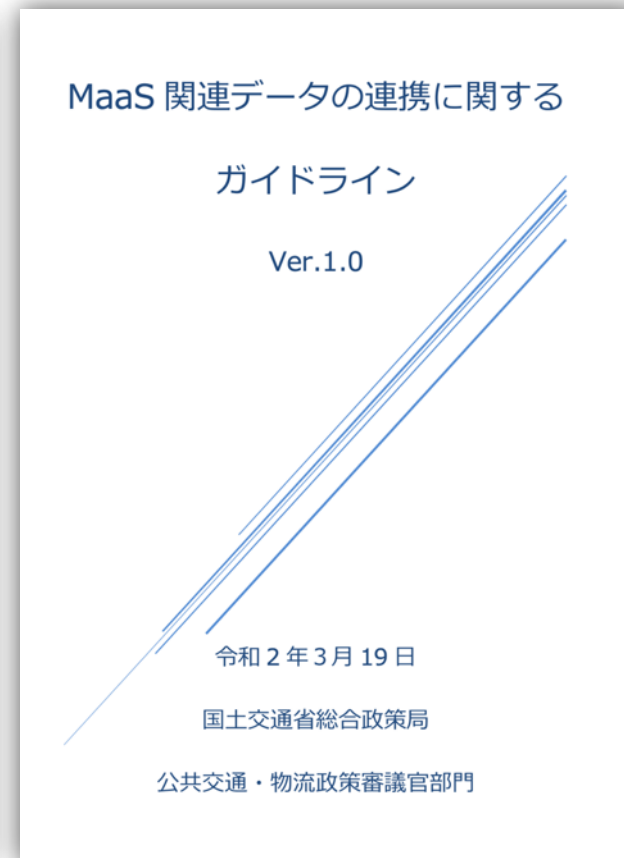 MaaS 関連データの連携に関する
ガイドライン
Ver.1.0
令和２年３月 19 日
国土交通省総合政策局
公共交通・物流政策審議官部門